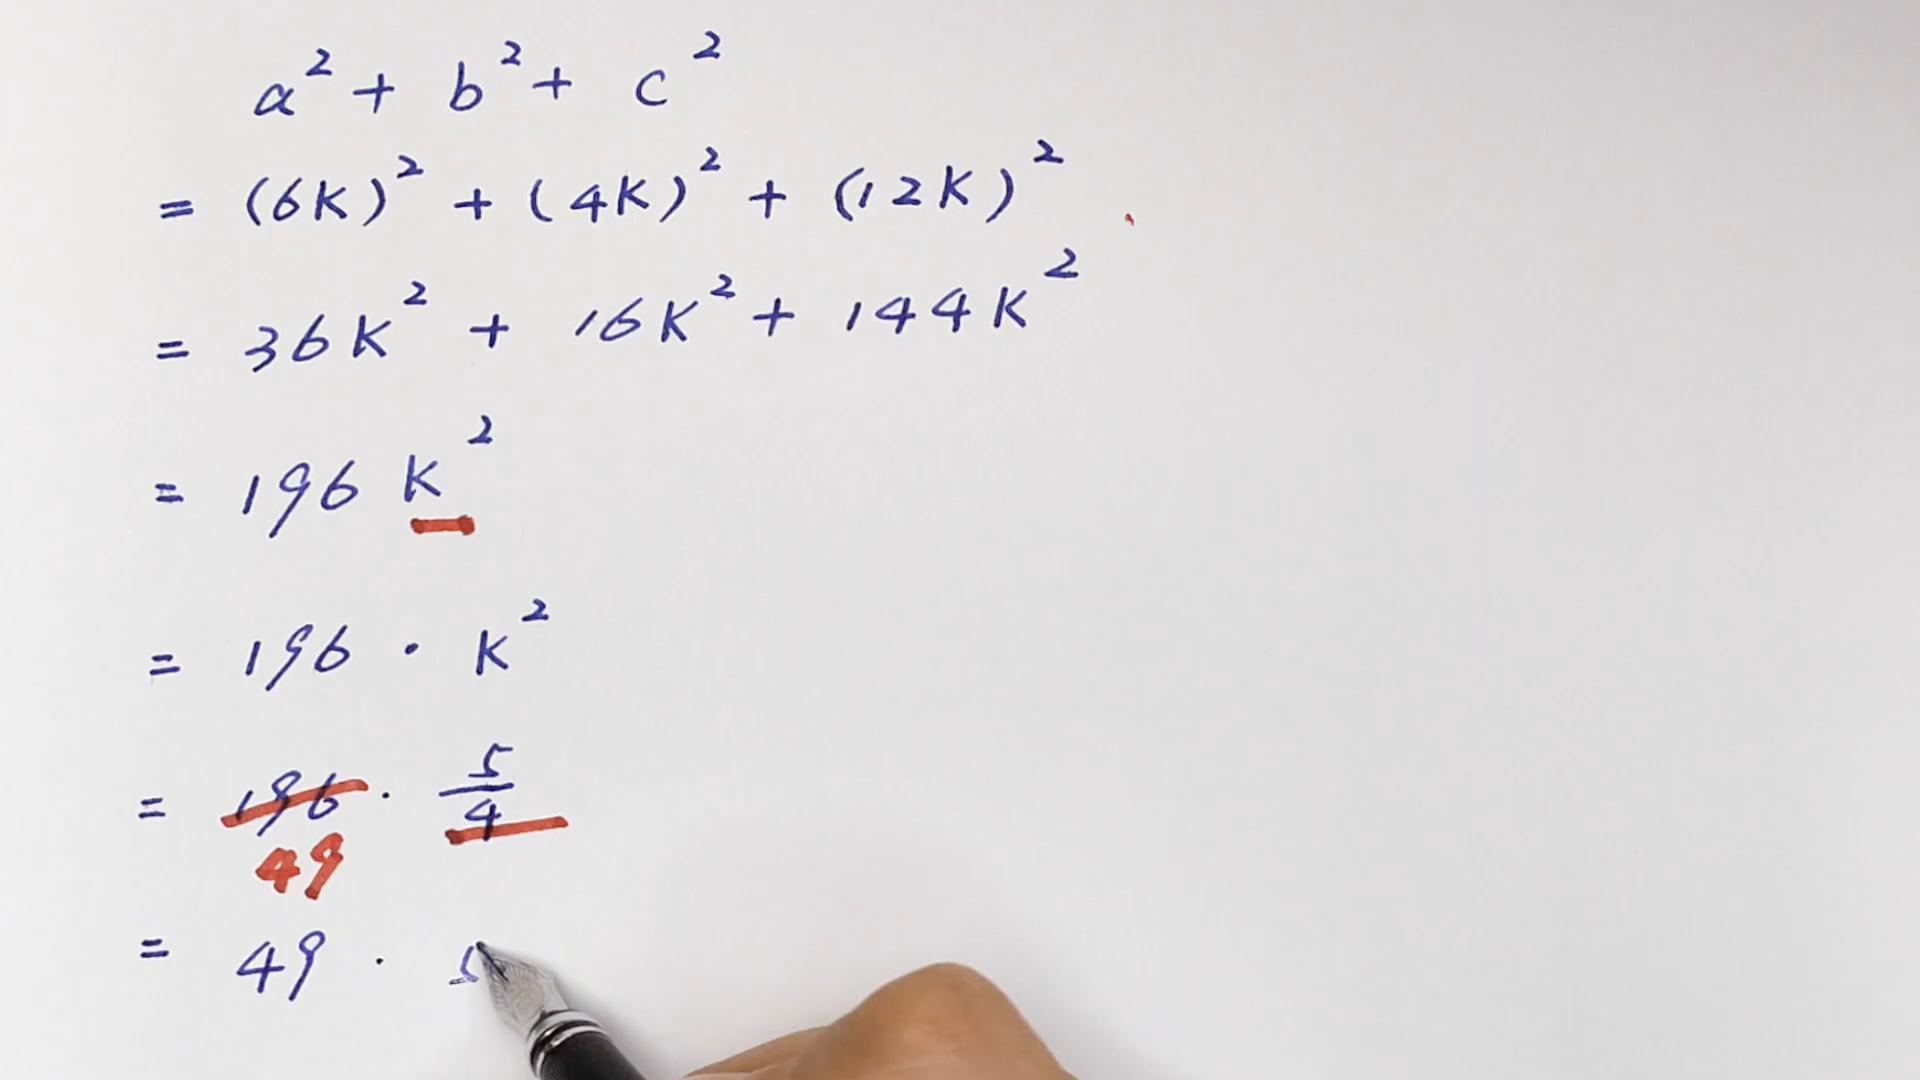 a² + b² + c²
= (6K)² + (4K)² + (12K)²
= 36K² + 16K² + 144K²
= 196 K²
= 196 · K²
= 196 · 5/4
49
= 49 · 5